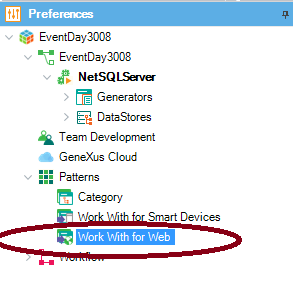 Preferences
EventDay3008
EventDay3008
NetSQLServer
Generators
DataStores
Team Development
GeneXus Cloud
Patterns
Category
Work With for Smart Devices
Work With for Web
Workflow